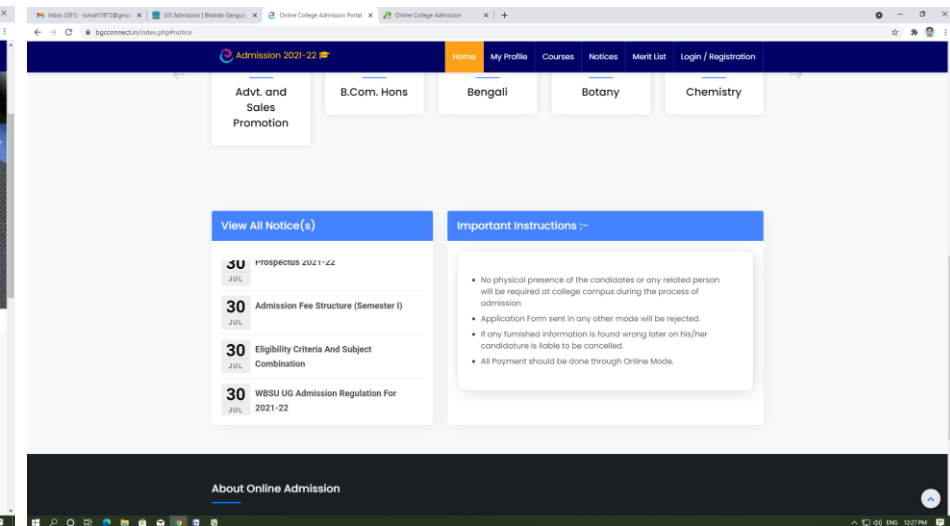 Inbox (281) - tsmaiti1972@gmai
UG Admission | Bhairab Ganguly
Online College Admission Portal
Online College Admission
bgcconnect.in/index.php#notice
Admission 2021-22
Home My Profile Courses Notices Merit List Login / Registration
Advt. and
Sales
Promotion
B.Com. Hons
Bengali
Botany
Chemistry
View All Notice(s)
30 Prospectus 2021-22
JUL
30 Admission Fee Structure (Semester I)
JUL
30 Eligibility Criteria And Subject
JUL Combination
30 WBSU UG Admission Regulation For
JUL 2021-22
Important Instructions :-
• No physical presence of the candidates or any related person
will be required at college campus during the process of
admission
• Application Form sent in any other mode will be rejected.
• If any furnished information is found wrong later on his/her
candidature is liable to be cancelled.
• All Payment should be done through Online Mode.
About Online Admission
ENG 12:27 PM